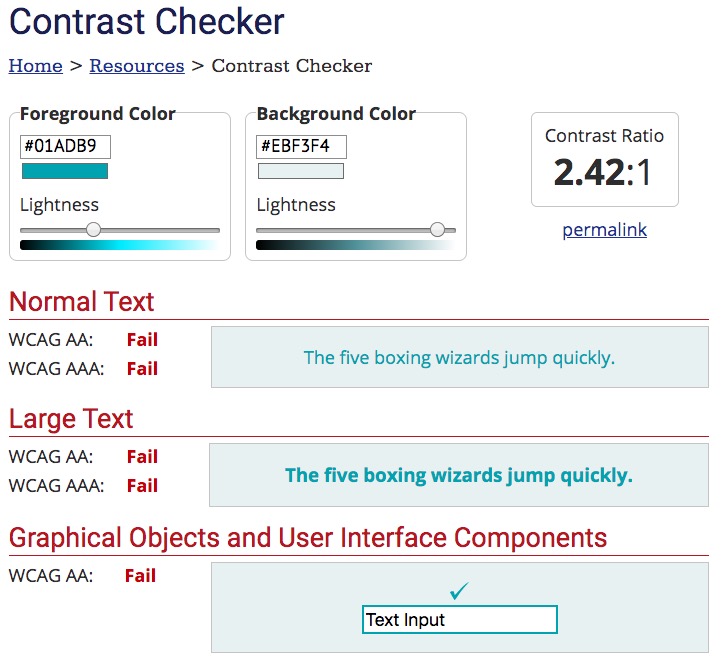 Contrast Checker
Home > Resources > Contrast Checker
Foreground Color
#01ADB9
Lightness
Background Color
#EBF3F4
Lightness
Contrast Ratio
2.42:1
permalink
Normal Text
WCAG AA: Fail
WCAG AAA: Fail
The five boxing wizards jump quickly.
Large Text
WCAG AA: Fail
WCAG AAA: Fail
The five boxing wizards jump quickly.
Graphical Objects and User Interface Components
WCAG AA: Fail
✓
Text Input